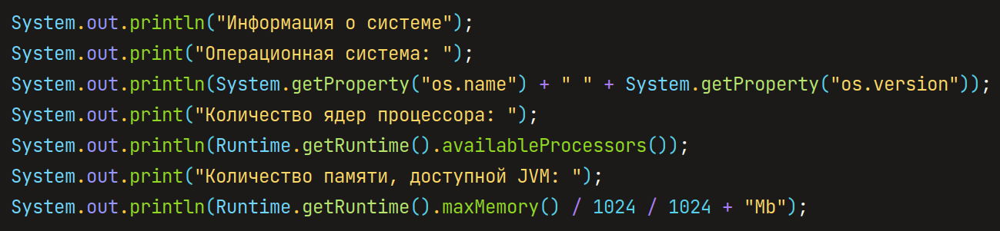 System.out.println("Информация о системе");
System.out.print("Операционная система: ");
System.out.println(System.getProperty("os.name") + " " + System.getProperty("os.version"));
System.out.print("Количество ядер процессора: ");
System.out.println(Runtime.getRuntime().availableProcessors());
System.out.print("Количество памяти, доступной JVM: ");
System.out.println(Runtime.getRuntime().maxMemory() / 1024 / 1024 + "Mb");